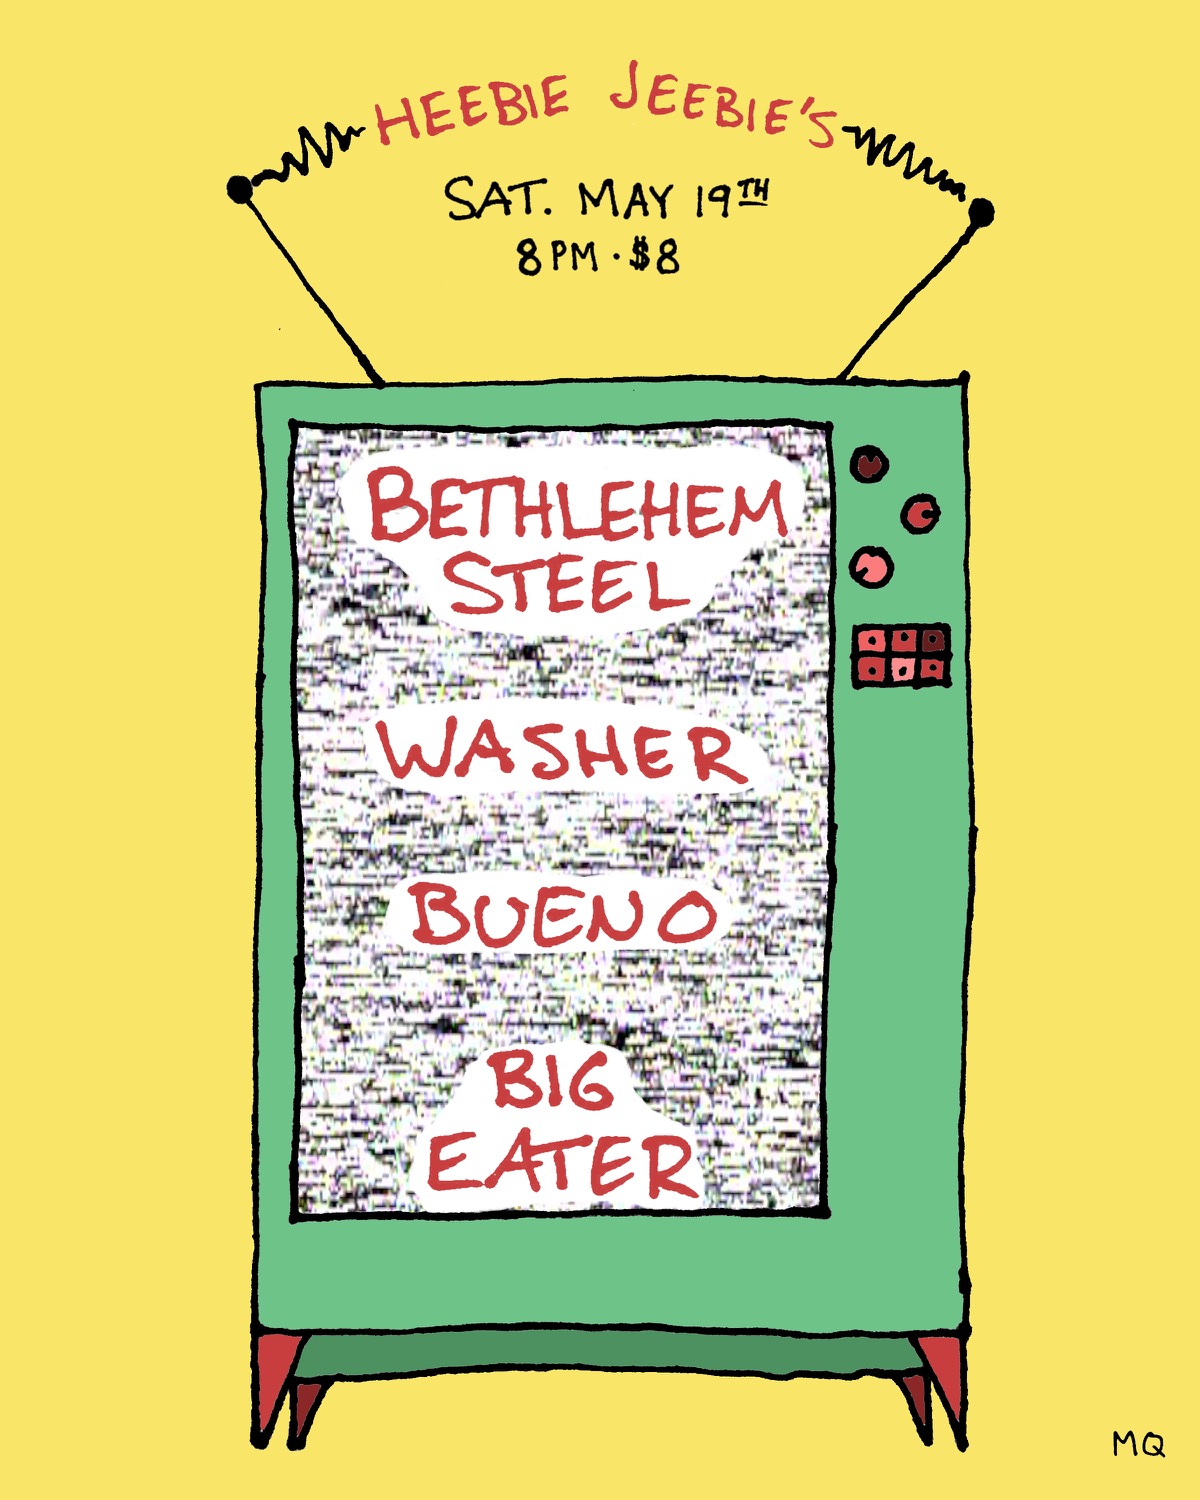 HEEBIE JEEBIE'S
SAT. MAY 19TH
8PM · $8
BETHLEHEM
STEEL
WASHER
BUENO
BIG
EATER
MQ